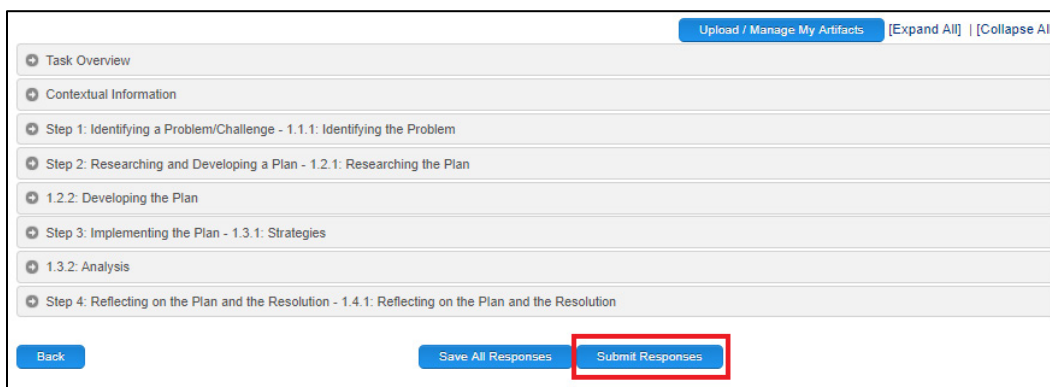 Upload / Manage My Artifacts [Expand All] | [Collapse Al
Task Overview
Contextual Information
Step 1: Identifying a Problem/Challenge - 1.1.1: Identifying the Problem
Step 2: Researching and Developing a Plan - 1.2.1: Researching the Plan
1.2.2: Developing the Plan
Step 3: Implementing the Plan - 1.3.1: Strategies
1.3.2: Analysis
Step 4: Reflecting on the Plan and the Resolution - 1.4.1: Reflecting on the Plan and the Resolution
Back Save All Responses Submit Responses